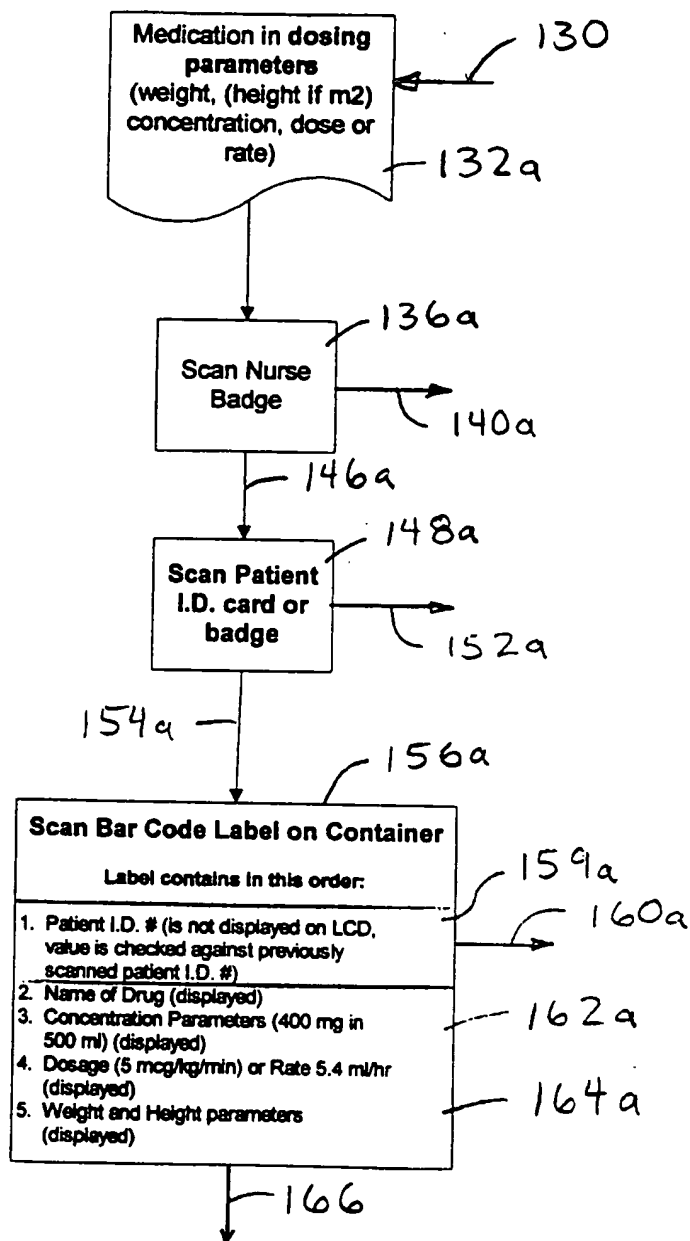 Medication in dosing
parameters
(weight, (height if m2)
concentration, dose or
rate)
130
132a
136a
Scan Nurse
Badge
140a
146a
148a
Scan Patient
I.D. card or
badge
152a
154a
156a
Scan Bar Code Label on Container
Label contains in this order:
159a
1. Patient I.D. # (is not displayed on LCD,
value is checked against previously
scanned patient I.D. #)
160a
2. Name of Drug (displayed)
3. Concentration Parameters (400 mg in
500 ml) (displayed)
162a
4. Dosage (5 mcg/kg/min) or Rate 5.4 ml/hr
(displayed)
164a
5. Weight and Height parameters
(displayed)
166